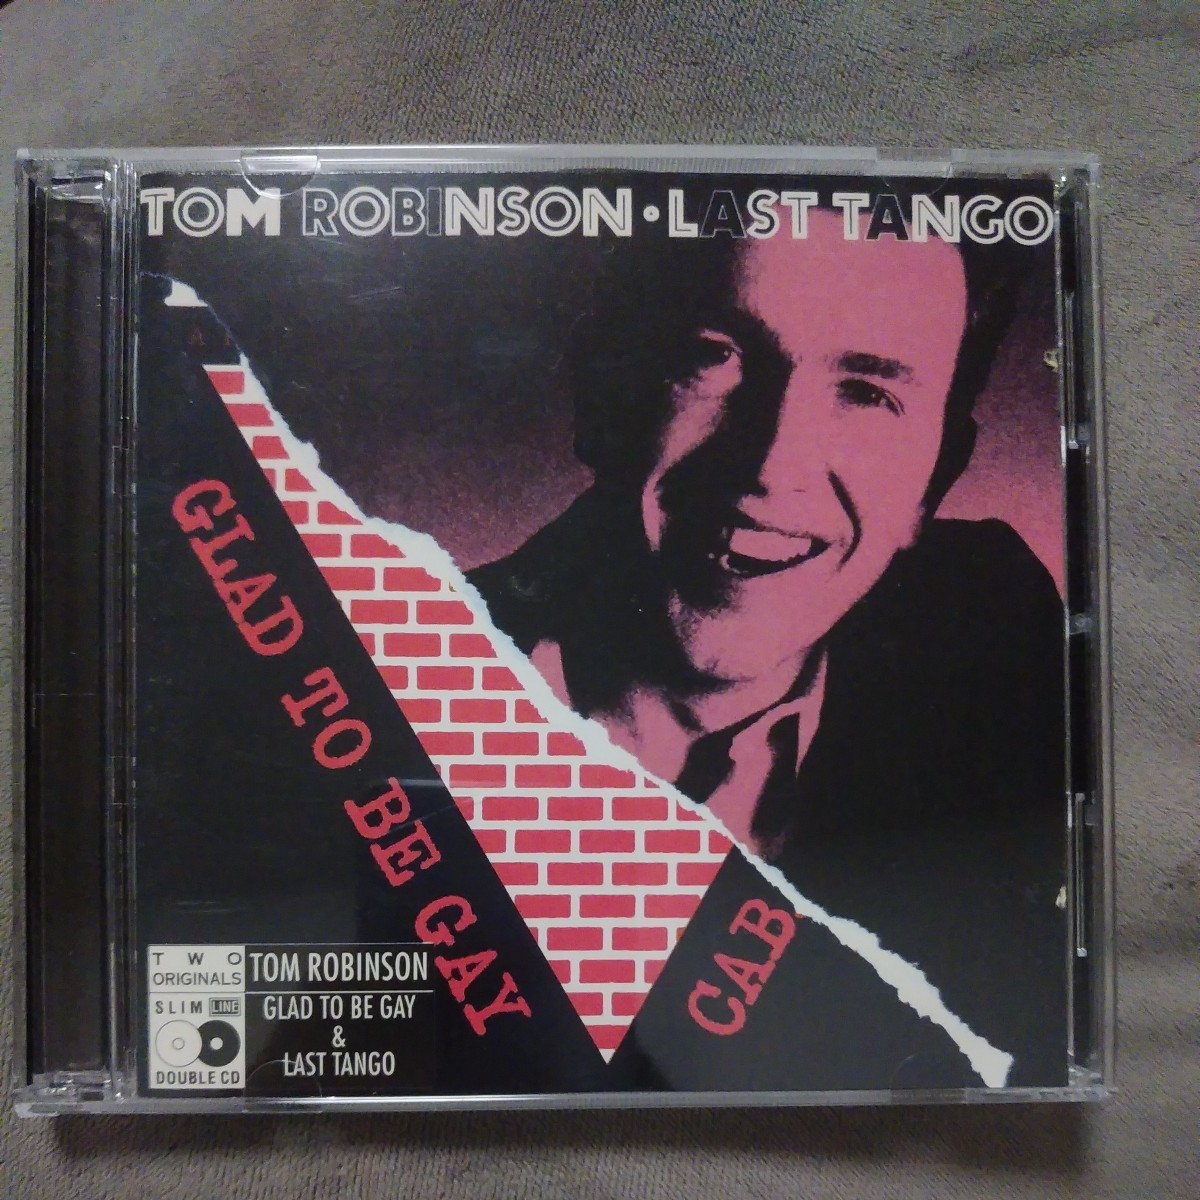 TOM ROBINSON • LAST TANGO
GLAD TO BE GAY
CAB
TWO
ORIGINALS
SLIM LINE
DOUBLE CD
TOM ROBINSON
GLAD TO BE GAY
&
LAST TANGO